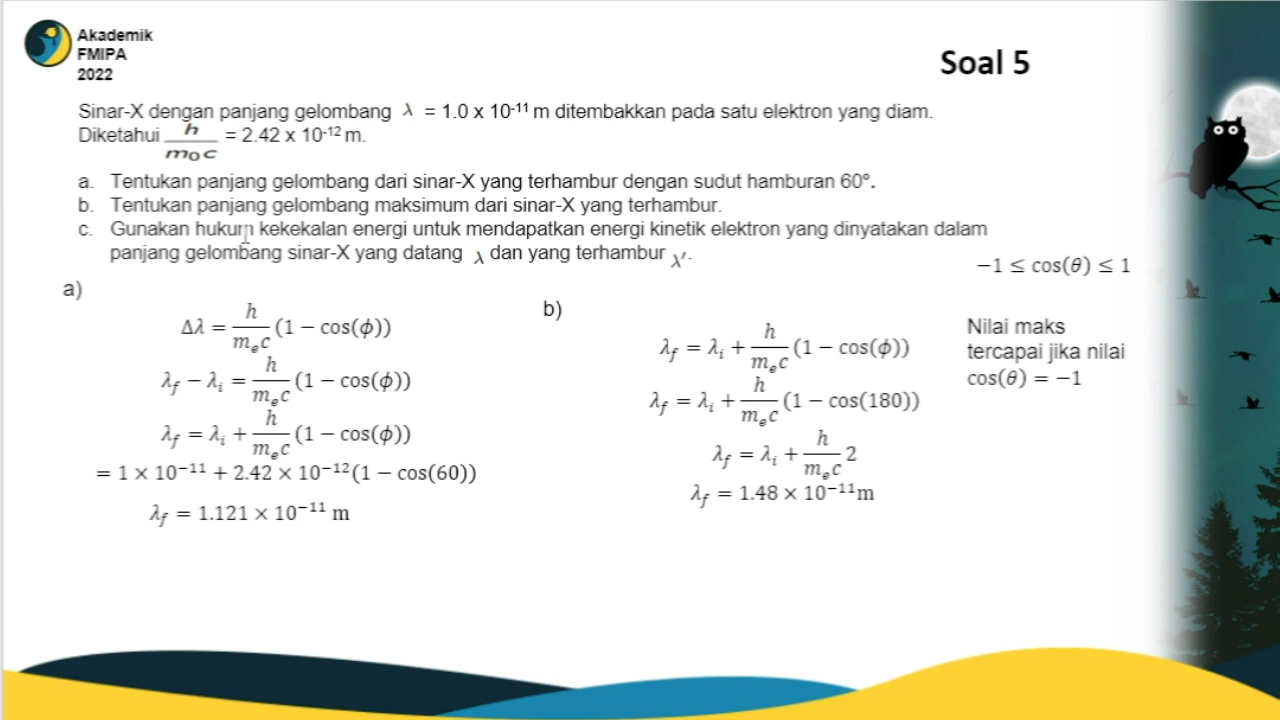 Akademik
FMIPA
2022
Soal 5
Sinar-X dengan panjang gelombang λ = 1.0 x 10⁻¹¹ m ditembakkan pada satu elektron yang diam.
Diketahui h/m₀c = 2.42 x 10⁻¹² m.
a. Tentukan panjang gelombang dari sinar-X yang terhambur dengan sudut hamburan 60°.
b. Tentukan panjang gelombang maksimum dari sinar-X yang terhambur.
c. Gunakan hukum kekekalan energi untuk mendapatkan energi kinetik elektron yang dinyatakan dalam
panjang gelombang sinar-X yang datang λ dan yang terhambur λ'.
−1 ≤ cos(θ) ≤ 1
a)
Δλ = h/mₑc (1 − cos(ϕ))
λf − λi = h/mₑc (1 − cos(ϕ))
λf = λi + h/mₑc (1 − cos(ϕ))
= 1 × 10⁻¹¹ + 2.42 × 10⁻¹²(1 − cos(60))
λf = 1.121 × 10⁻¹¹ m
b)
λf = λi + h/mₑc (1 − cos(ϕ))
λf = λi + h/mₑc (1 − cos(180))
λf = λi + h/mₑc 2
λf = 1.48 × 10⁻¹¹m
Nilai maks
tercapai jika nilai
cos(θ) = −1